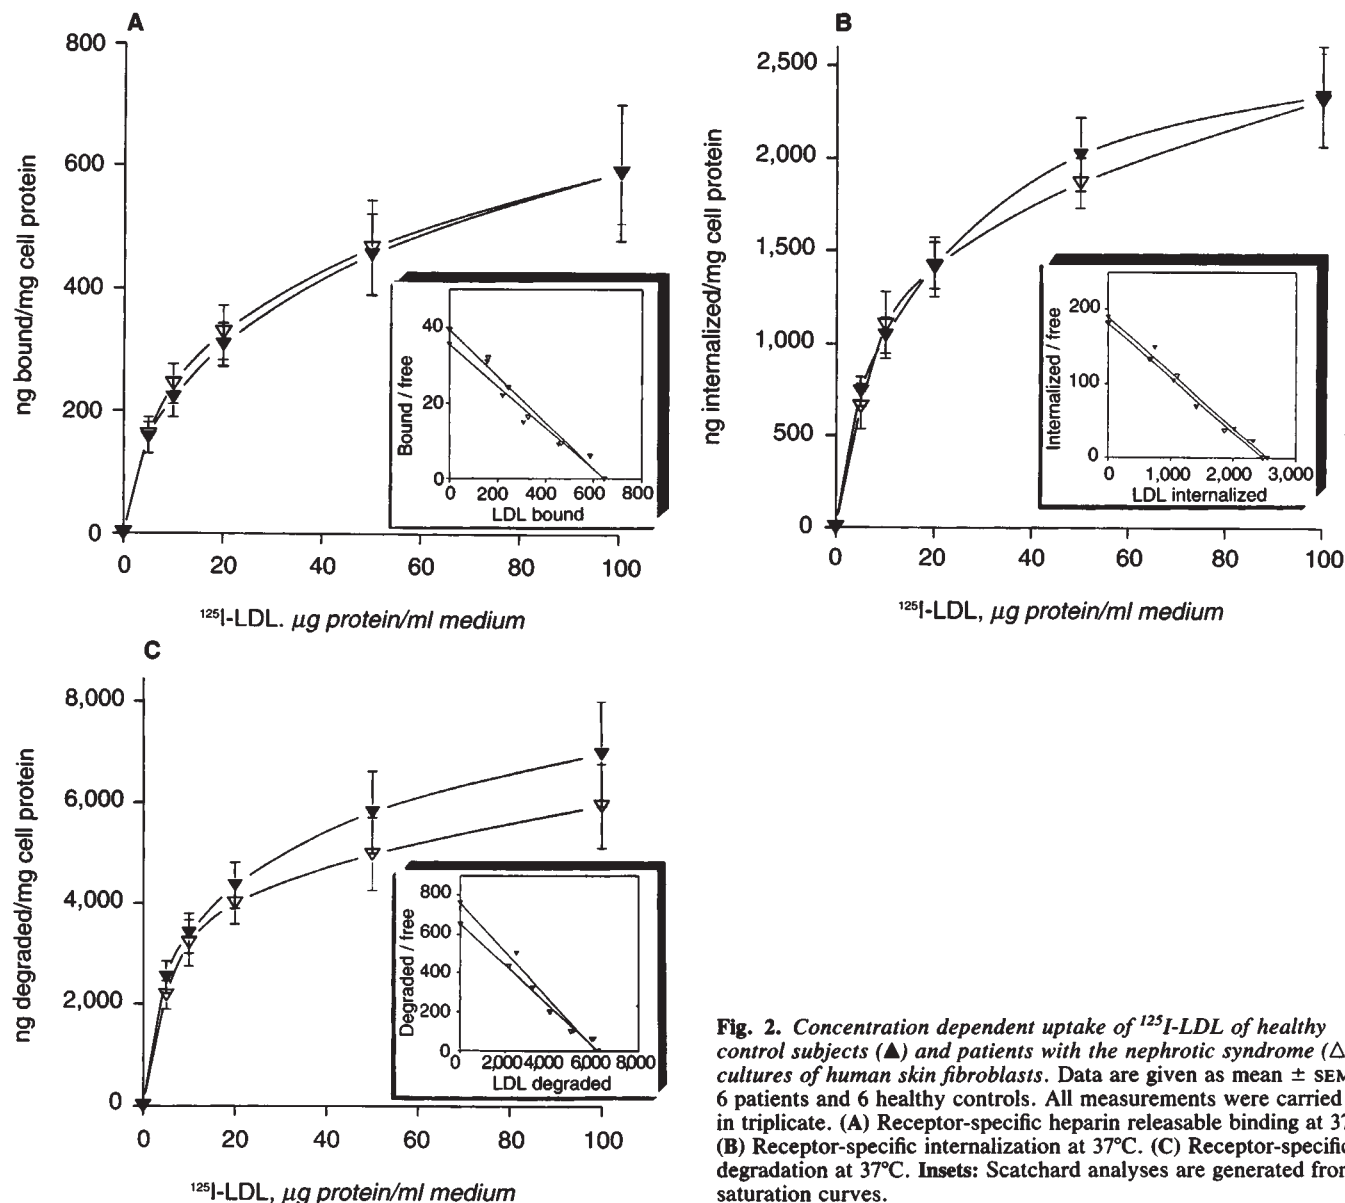 A
800
600
400
200
0
ng bound/mg cell protein
0 20 40 60 80 100
¹²⁵I-LDL. µg protein/ml medium
40
20
0
Bound / free
0 200 400 600 800
LDL bound
B
2,500
2,000
1,500
1,000
500
0
ng internalized/mg cell protein
0 20 40 60 80 100
¹²⁵I-LDL, µg protein/ml medium
200
100
0
Internalized / free
0 1,000 2,000 3,000
LDL internalized
C
8,000
6,000
4,000
2,000
0
ng degraded/mg cell protein
0 20 40 60 80 100
¹²⁵I-LDL, µg protein/ml medium
800
600
400
200
0
Degraded / free
0 2,000 4,000 6,000 8,000
LDL degraded
Fig. 2. Concentration dependent uptake of ¹²⁵I-LDL of healthy
control subjects (▲) and patients with the nephrotic syndrome (△
cultures of human skin fibroblasts. Data are given as mean ± SEM
6 patients and 6 healthy controls. All measurements were carried
in triplicate. (A) Receptor-specific heparin releasable binding at 37
(B) Receptor-specific internalization at 37°C. (C) Receptor-specific
degradation at 37°C. Insets: Scatchard analyses are generated from
saturation curves.